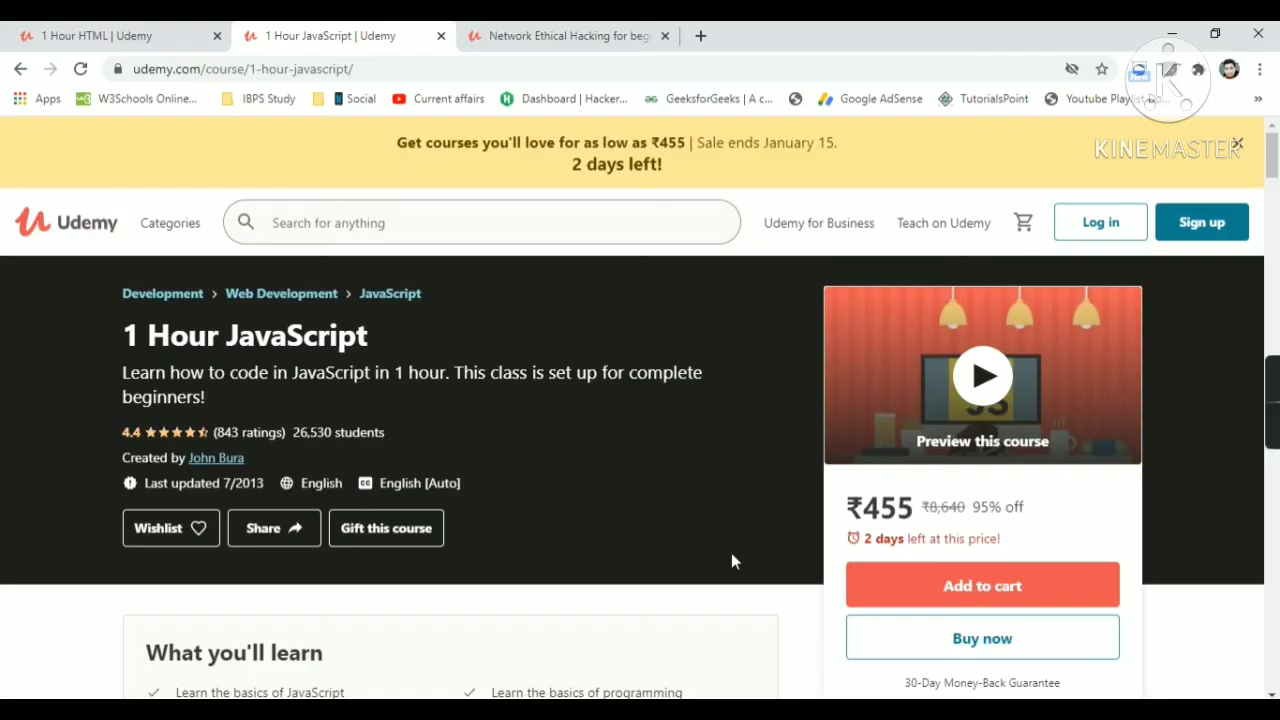 1 Hour HTML | Udemy
1 Hour JavaScript | Udemy
Network Ethical Hacking for beg
udemy.com/course/1-hour-javascript/
Apps
W3Schools Online...
IBPS Study
Social
Current affairs
Dashboard | Hacker...
GeeksforGeeks | A c...
Google AdSense
TutorialsPoint
Youtube Playlist Do...
Get courses you'll love for as low as ₹455 | Sale ends January 15.
2 days left!
KINEMASTER
Udemy
Categories
Search for anything
Udemy for Business
Teach on Udemy
Log in
Sign up
Development > Web Development > JavaScript
1 Hour JavaScript
Learn how to code in JavaScript in 1 hour. This class is set up for complete
beginners!
4.4 (843 ratings) 26,530 students
Created by John Bura
Last updated 7/2013 English CC English [Auto]
Wishlist
Share
Gift this course
JS
Preview this course
₹455 ₹8,640 95% off
2 days left at this price!
Add to cart
Buy now
30-Day Money-Back Guarantee
What you'll learn
Learn the basics of JavaScript
Learn the basics of programming